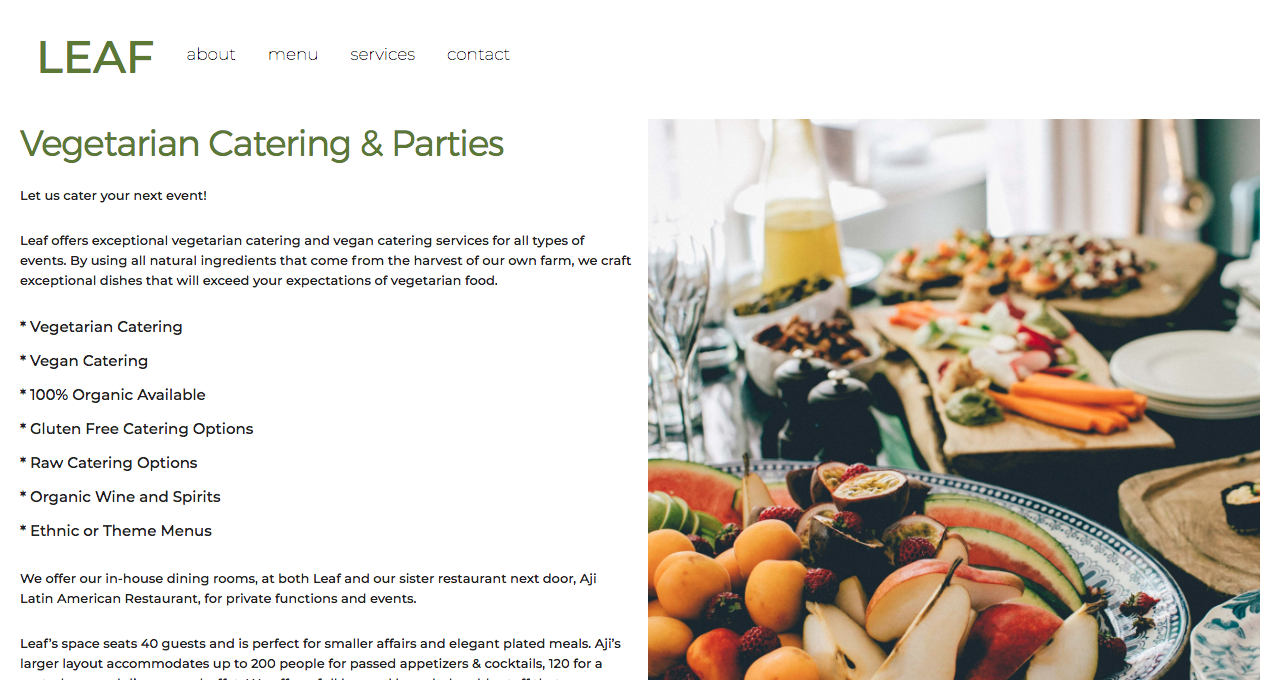 LEAF
about menu services contact
Vegetarian Catering & Parties
Let us cater your next event!
Leaf offers exceptional vegetarian catering and vegan catering services for all types of
events. By using all natural ingredients that come from the harvest of our own farm, we craft
exceptional dishes that will exceed your expectations of vegetarian food.
* Vegetarian Catering
* Vegan Catering
* 100% Organic Available
* Gluten Free Catering Options
* Raw Catering Options
* Organic Wine and Spirits
* Ethnic or Theme Menus
We offer our in-house dining rooms, at both Leaf and our sister restaurant next door, Aji
Latin American Restaurant, for private functions and events.
Leaf’s space seats 40 guests and is perfect for smaller affairs and elegant plated meals. Aji’s
larger layout accommodates up to 200 people for passed appetizers & cocktails, 120 for a